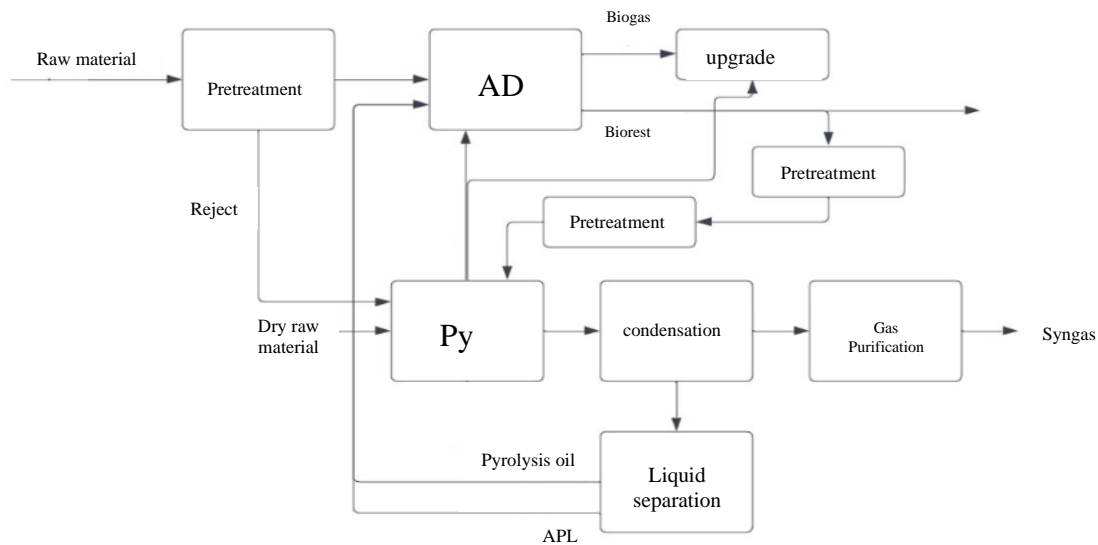 Biogas
Raw material
Pretreatment
AD
upgrade
Biorest
Pretreatment
Reject
Pretreatment
Dry raw
material
Py
condensation
Gas
Purification
Syngas
Pyrolysis oil
Liquid
separation
APL